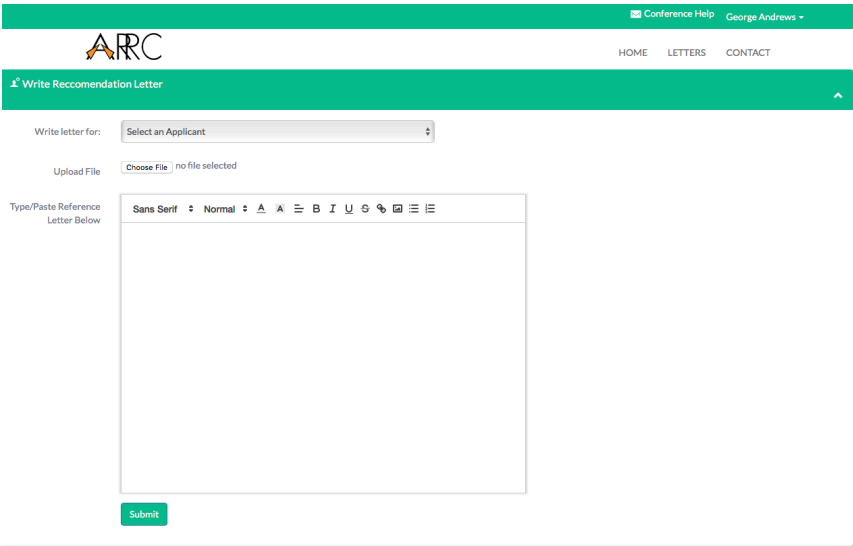 Conference Help George Andrews
ARRC
HOME LETTERS CONTACT
Write Reccomendation Letter
Write letter for: Select an Applicant
Upload File Choose File no file selected
Type/Paste Reference
Letter Below
Sans Serif Normal A A B I U S
Submit